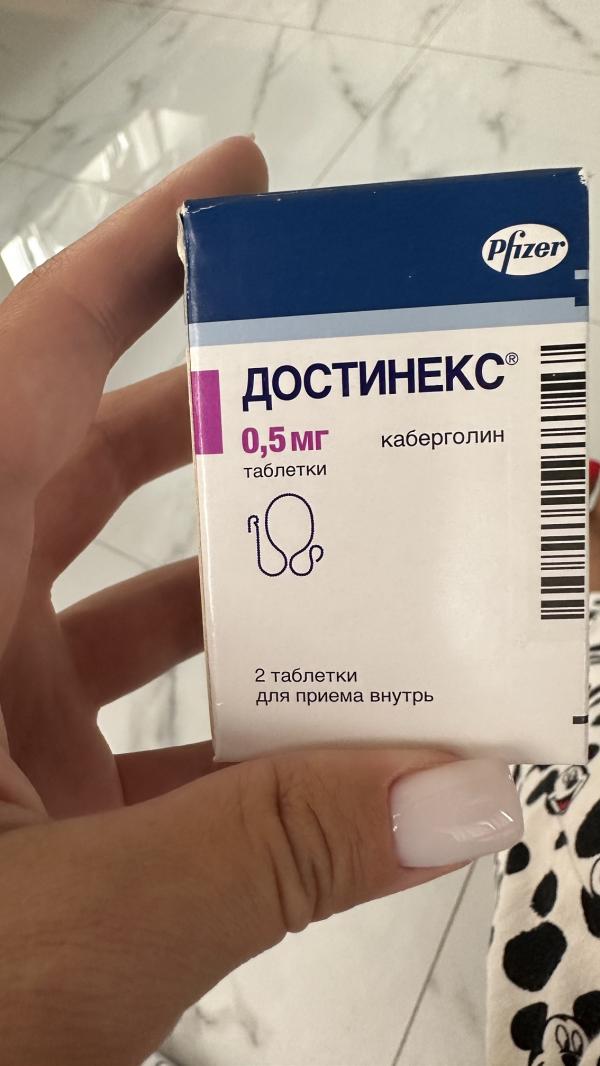 Pfizer
ДОСТИНЕКС®
0,5 мг каберголин
таблетки
2 таблетки
для приема внутрь